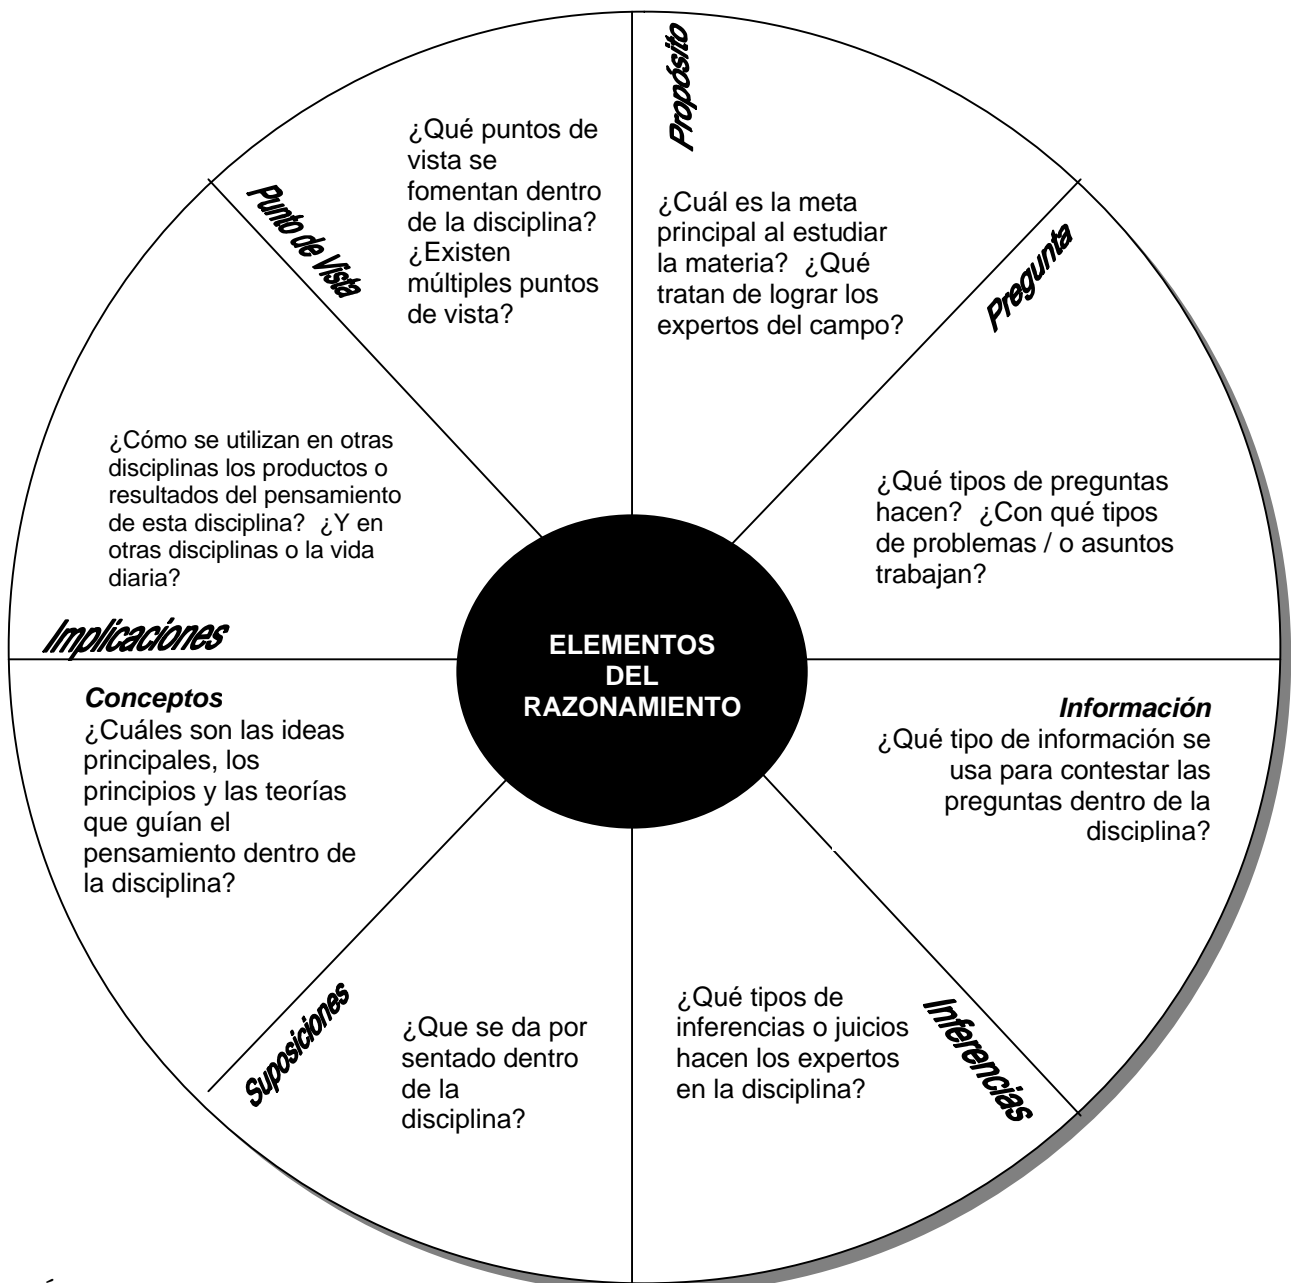 Propósito
¿Cuál es la meta
principal al estudiar
la materia?  ¿Qué
tratan de lograr los
expertos del campo?
Pregunta
¿Qué tipos de preguntas
hacen?  ¿Con qué tipos
de problemas / o asuntos
trabajan?
Información
¿Qué tipo de información se
usa para contestar las
preguntas dentro de la
disciplina?
Inferencias
¿Qué tipos de
inferencias o juicios
hacen los expertos
en la disciplina?
Suposiciones
¿Que se da por
sentado dentro
de la
disciplina?
Conceptos
¿Cuáles son las ideas
principales, los
principios y las teorías
que guían el
pensamiento dentro de
la disciplina?
Implicaciones
¿Cómo se utilizan en otras
disciplinas los productos o
resultados del pensamiento
de esta disciplina?  ¿Y en
otras disciplinas o la vida
diaria?
Punto de Vista
¿Qué puntos de
vista se
fomentan dentro
de la disciplina?
¿Existen
múltiples puntos
de vista?
ELEMENTOS
DEL
RAZONAMIENTO